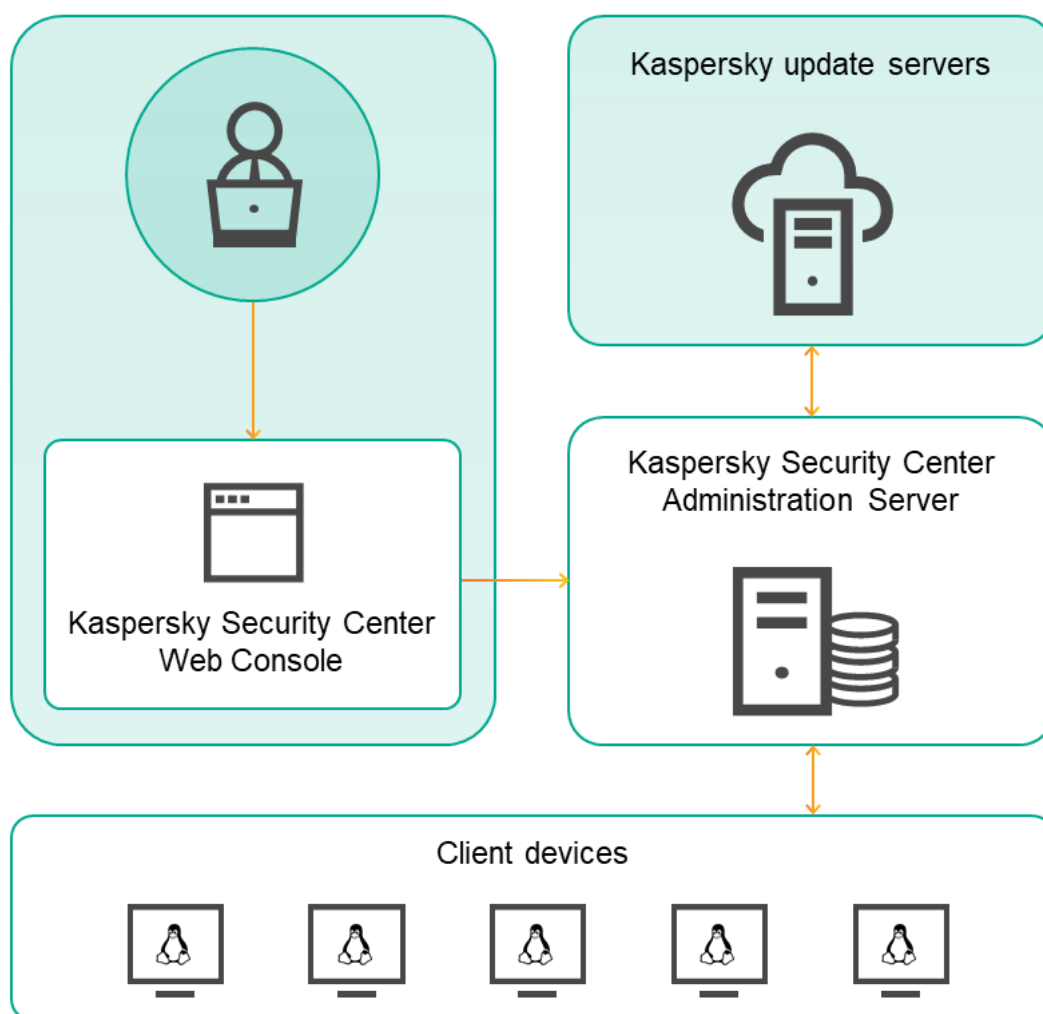 Kaspersky update servers
Kaspersky Security Center
Administration Server
Kaspersky Security Center
Web Console
Client devices